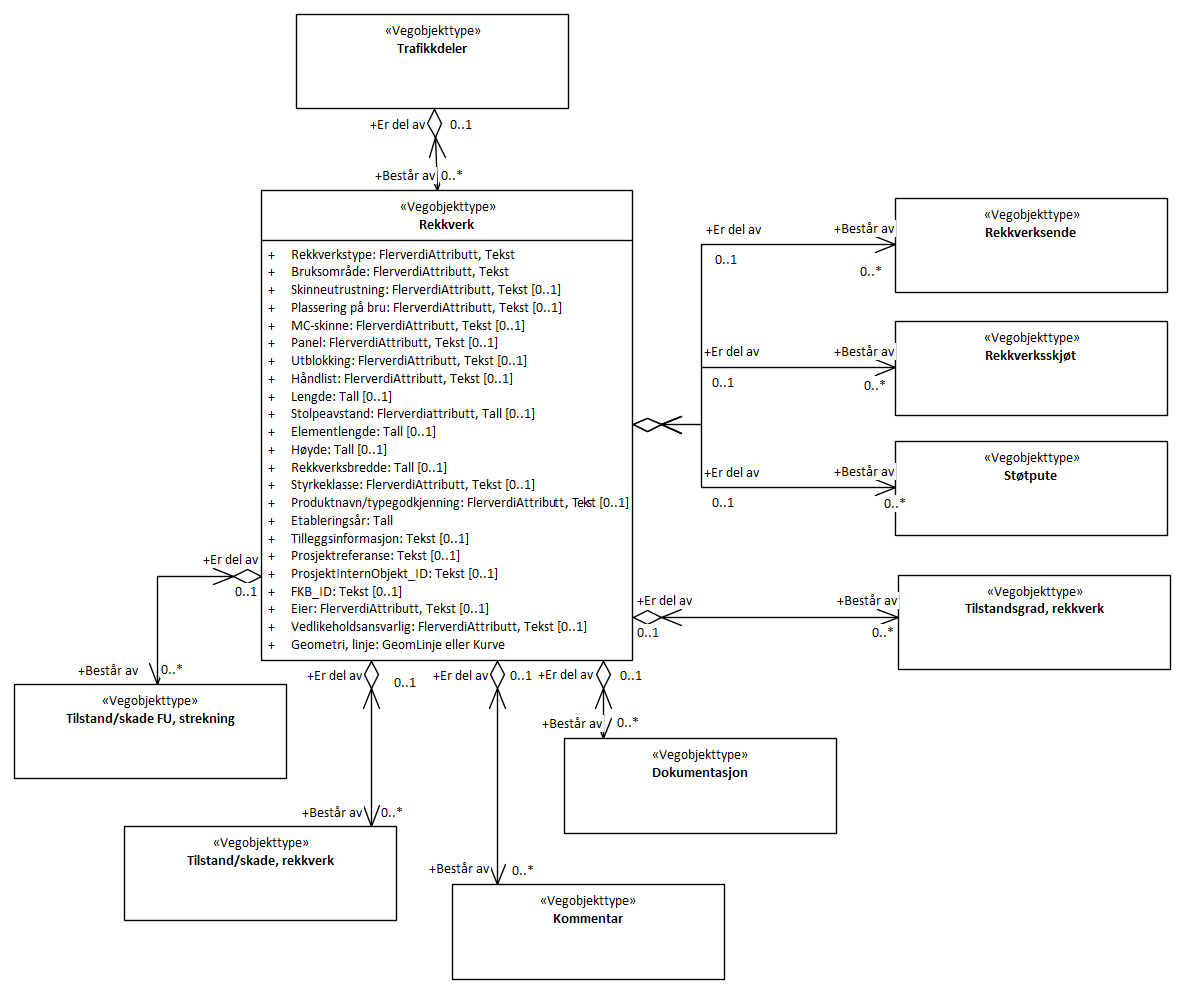 «Vegobjekttype»
Trafikkdeler
+Er del av
0..1
+Består av
0..*
«Vegobjekttype»
Rekkverk
+ Rekkverkstype: FlerverdiAttributt, Tekst
+ Bruksområde: FlerverdiAttributt, Tekst
+ Skinneutrustning: FlerverdiAttributt, Tekst [0..1]
+ Plassering på bru: FlerverdiAttributt, Tekst [0..1]
+ MC-skinne: FlerverdiAttributt, Tekst [0..1]
+ Panel: FlerverdiAttributt, Tekst [0..1]
+ Utblokking: FlerverdiAttributt, Tekst [0..1]
+ Håndlist: FlerverdiAttributt, Tekst [0..1]
+ Lengde: Tall [0..1]
+ Stolpeavstand: Flerverdiattributt, Tall [0..1]
+ Elementlengde: Tall [0..1]
+ Høyde: Tall [0..1]
+ Rekkverksbredde: Tall [0..1]
+ Styrkeklasse: FlerverdiAttributt, Tekst [0..1]
+ Produktnavn/typegodkjenning: FlerverdiAttributt, Tekst [0..1]
+ Etableringsår: Tall
+ Tilleggsinformasjon: Tekst [0..1]
+ Prosjektreferanse: Tekst [0..1]
+ ProsjektInternObjekt_ID: Tekst [0..1]
+ FKB_ID: Tekst [0..1]
+ Eier: FlerverdiAttributt, Tekst [0..1]
+ Vedlikeholdsansvarlig: FlerverdiAttributt, Tekst [0..1]
+ Geometri, linje: GeomLinje eller Kurve
+Er del av
0..1
+Består av
0..*
«Vegobjekttype»
Rekkverksende
+Er del av
0..1
+Består av
0..*
«Vegobjekttype»
Rekkverksskjøt
+Er del av
0..1
+Består av
0..*
«Vegobjekttype»
Støtpute
+Er del av
0..1
+Består av
0..*
«Vegobjekttype»
Tilstandsgrad, rekkverk
+Er del av
0..1
+Består av
0..*
«Vegobjekttype»
Tilstand/skade FU, strekning
+Er del av
0..1
+Består av
0..*
«Vegobjekttype»
Tilstand/skade, rekkverk
+Er del av
0..1
+Består av
0..*
«Vegobjekttype»
Kommentar
+Er del av
0..1
+Består av
0..*
«Vegobjekttype»
Dokumentasjon